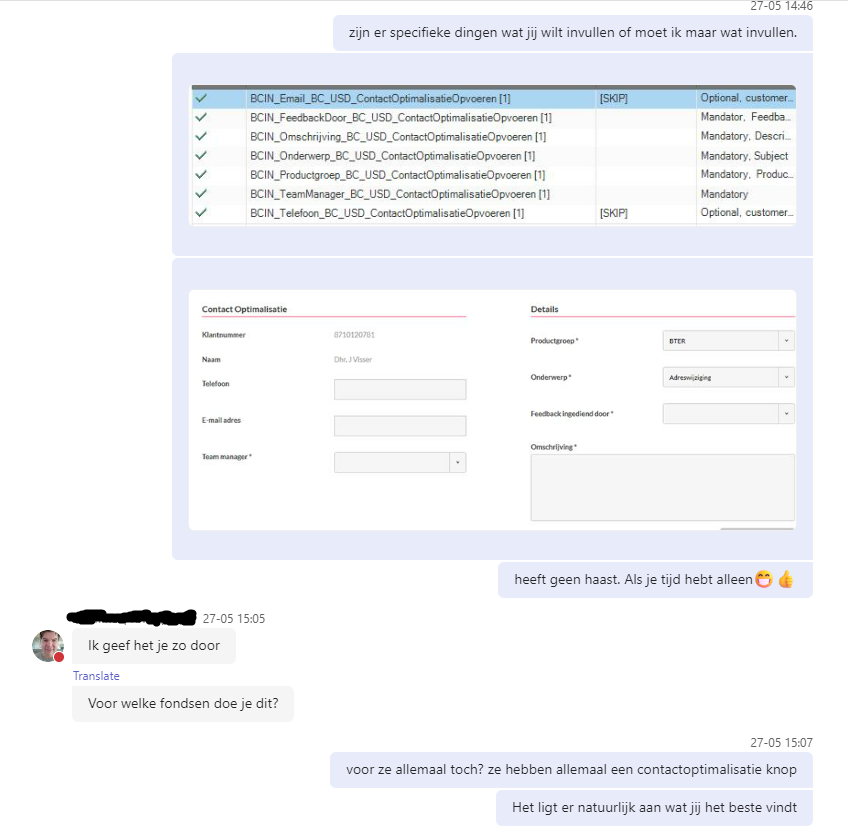 27-05 14:46
zijn er specifieke dingen wat jij wilt invullen of moet ik maar wat invullen.
BCIN_Email_BC_USD_ContactOptimalisatieOpvoeren [1] [SKIP] Optional, customer...
BCIN_FeedbackDoor_BC_USD_ContactOptimalisatieOpvoeren [1] Mandator, Feedba...
BCIN_Omschrijving_BC_USD_ContactOptimalisatieOpvoeren [1] Mandatory, Descri...
BCIN_Onderwerp_BC_USD_ContactOptimalisatieOpvoeren [1] Mandatory, Subject
BCIN_Productgroep_BC_USD_ContactOptimalisatieOpvoeren [1] Mandatory, Produc...
BCIN_TeamManager_BC_USD_ContactOptimalisatieOpvoeren [1] Mandatory
BCIN_Telefoon_BC_USD_ContactOptimalisatieOpvoeren [1] [SKIP] Optional, customer...
Contact Optimalisatie
Klantnummer 8710120761
Naam Dhr. J Visser
Telefoon
E-mail adres
Team manager *
Details
Productgroep * BTER
Onderwerp * Adreswijziging
Feedback ingediend door *
Omschrijving *
heeft geen haast. Als je tijd hebt alleen😁👍
27-05 15:05
Ik geef het je zo door
Translate
Voor welke fondsen doe je dit?
27-05 15:07
voor ze allemaal toch? ze hebben allemaal een contactoptimalisatie knop
Het ligt er natuurlijk aan wat jij het beste vindt